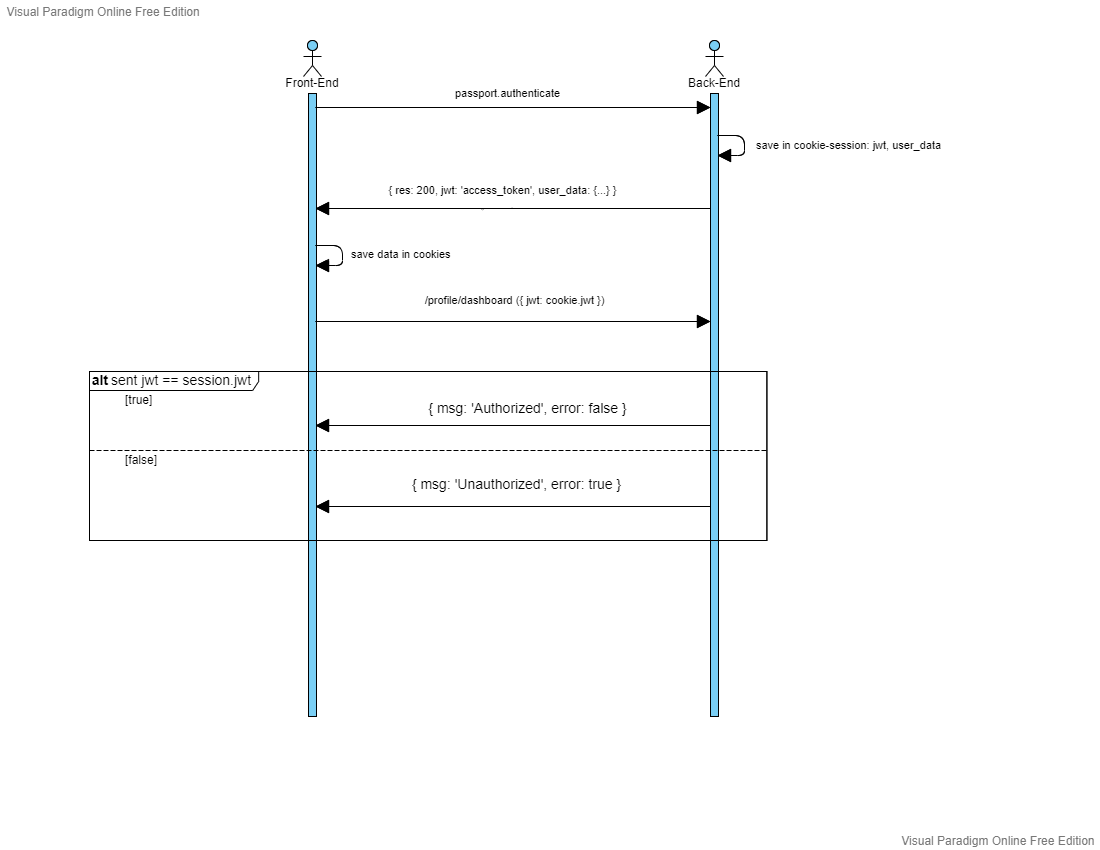 Visual Paradigm Online Free Edition
Front-End
Back-End
passport.authenticate
save in cookie-session: jwt, user_data
{ res: 200, jwt: 'access_token', user_data: {...} }
save data in cookies
/profile/dashboard ({ jwt: cookie.jwt })
alt sent jwt == session.jwt
[true]
{ msg: 'Authorized', error: false }
[false]
{ msg: 'Unauthorized', error: true }
Visual Paradigm Online Free Edition